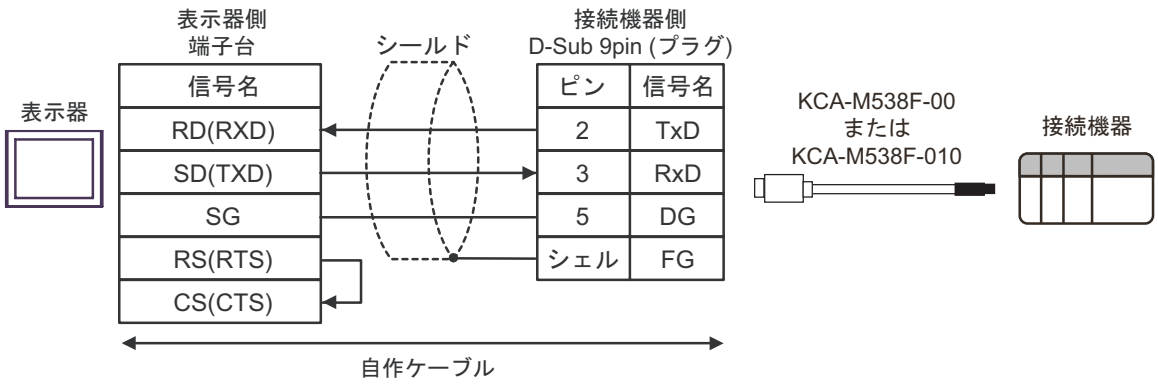 表示器
表示器側
端子台
信号名
RD(RXD)
SD(TXD)
SG
RS(RTS)
CS(CTS)
シールド
接続機器側
D-Sub 9pin (プラグ)
ピン 信号名
2 TxD
3 RxD
5 DG
シェル FG
自作ケーブル
KCA-M538F-00
または
KCA-M538F-010
接続機器